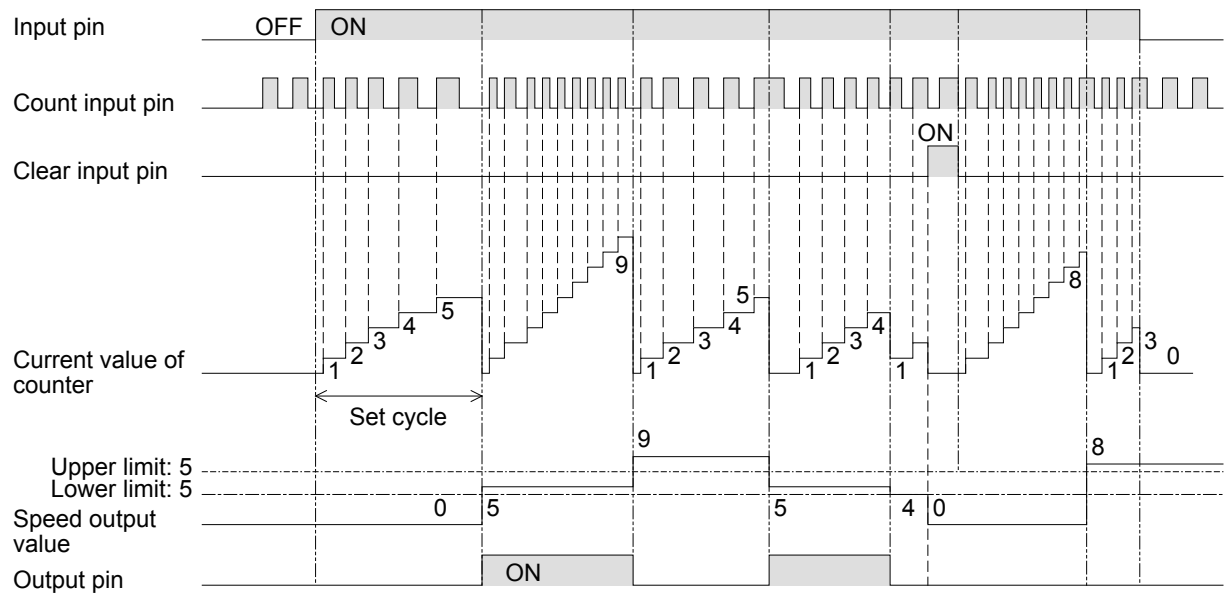 Input pin
OFF
ON
Count input pin
ON
Clear input pin
9
8
5
5
4
4
4
3
3
3
3
2
2
2
2
1
1
1
1
1
0
Current value of
counter
Set cycle
9
8
Upper limit: 5
Lower limit: 5
0
5
5
4
0
Speed output
value
ON
Output pin